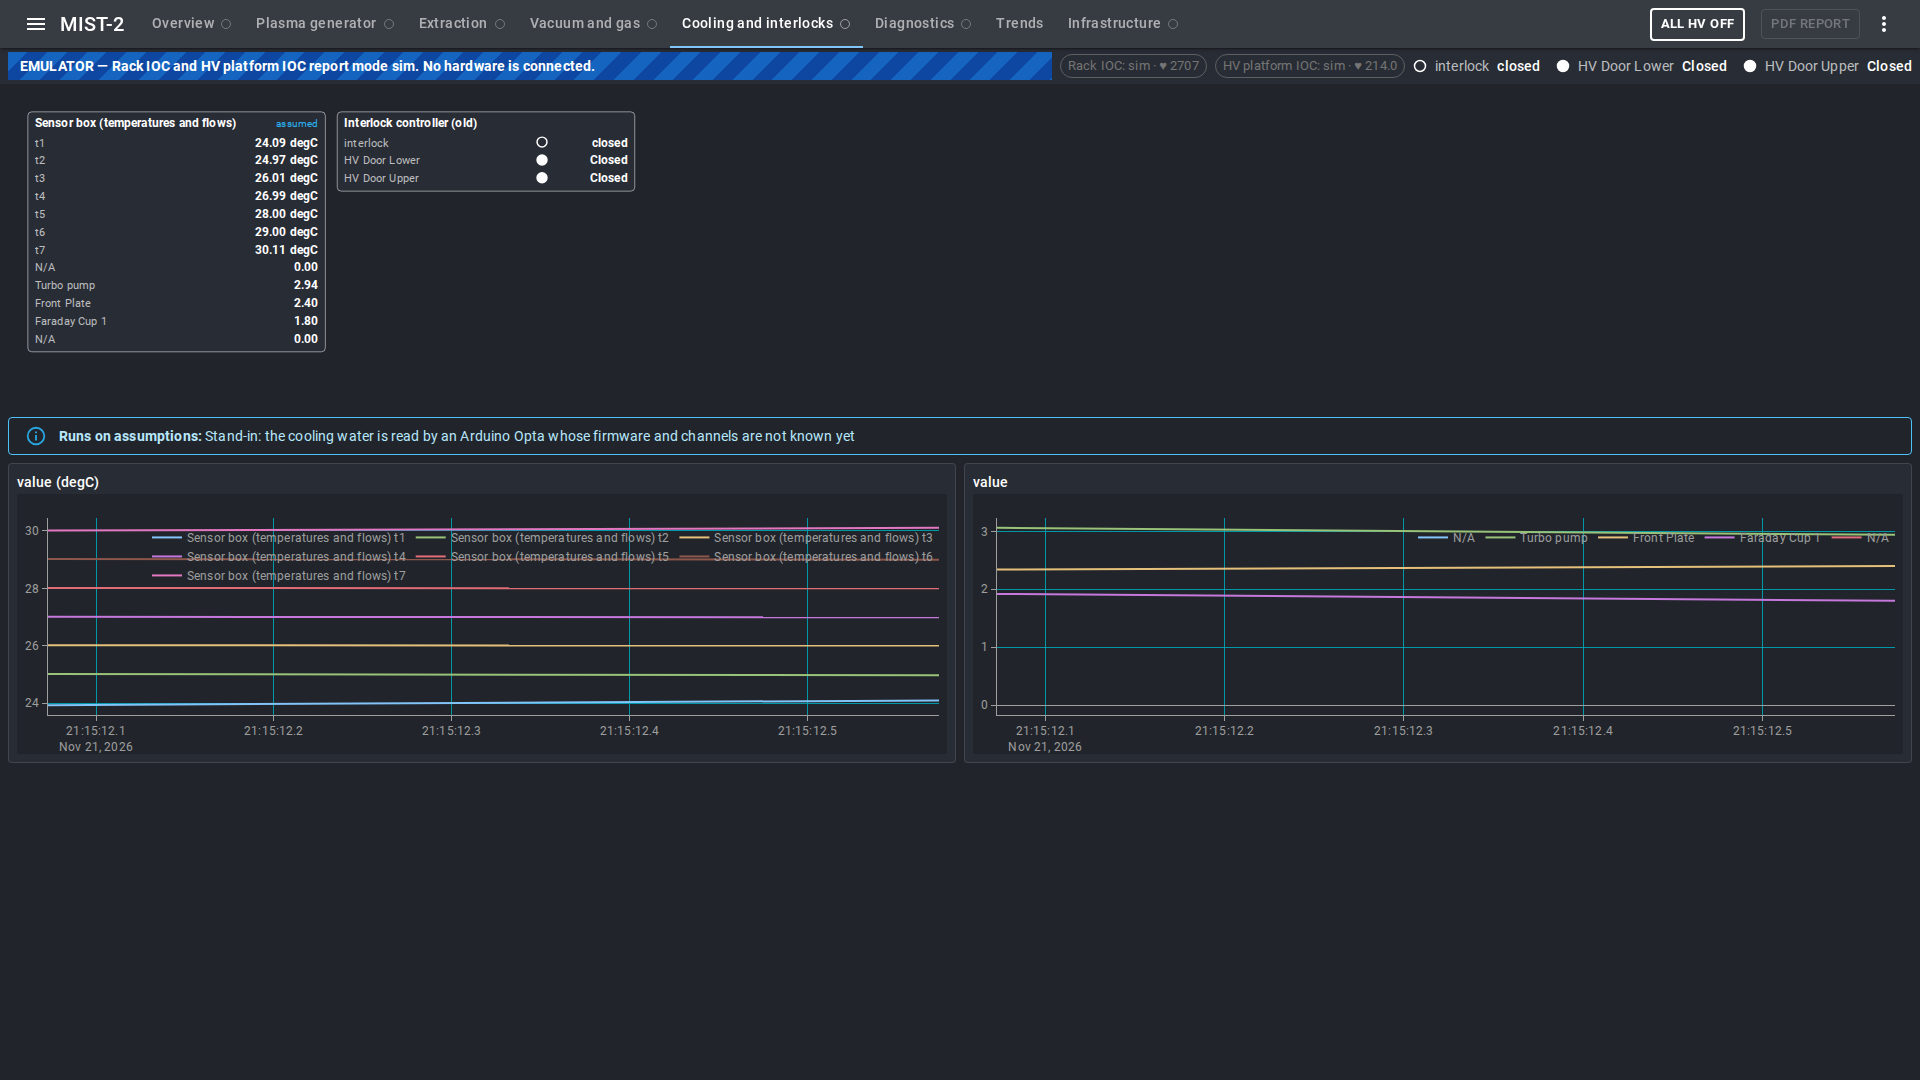 MIST-2 Overview Plasma generator Extraction Vacuum and gas Cooling and interlocks Diagnostics Trends Infrastructure ALL HV OFF PDF REPORT
EMULATOR — Rack IOC and HV platform IOC report mode sim. No hardware is connected. Rack IOC: sim · ♥ 2707 HV platform IOC: sim · ♥ 214.0 interlock closed HV Door Lower Closed HV Door Upper Closed
Sensor box (temperatures and flows) assumed
t1 24.09 degC
t2 24.97 degC
t3 26.01 degC
t4 26.99 degC
t5 28.00 degC
t6 29.00 degC
t7 30.11 degC
N/A 0.00
Turbo pump 2.94
Front Plate 2.40
Faraday Cup 1 1.80
N/A 0.00
Interlock controller (old)
interlock closed
HV Door Lower Closed
HV Door Upper Closed
Runs on assumptions: Stand-in: the cooling water is read by an Arduino Opta whose firmware and channels are not known yet
value (degC)
30
28
26
24
Sensor box (temperatures and flows) t1 Sensor box (temperatures and flows) t2 Sensor box (temperatures and flows) t3
Sensor box (temperatures and flows) t4 Sensor box (temperatures and flows) t5 Sensor box (temperatures and flows) t6
Sensor box (temperatures and flows) t7
21:15:12.1 21:15:12.2 21:15:12.3 21:15:12.4 21:15:12.5
Nov 21, 2026
value
3
2
1
0
N/A Turbo pump Front Plate Faraday Cup 1 N/A
21:15:12.1 21:15:12.2 21:15:12.3 21:15:12.4 21:15:12.5
Nov 21, 2026